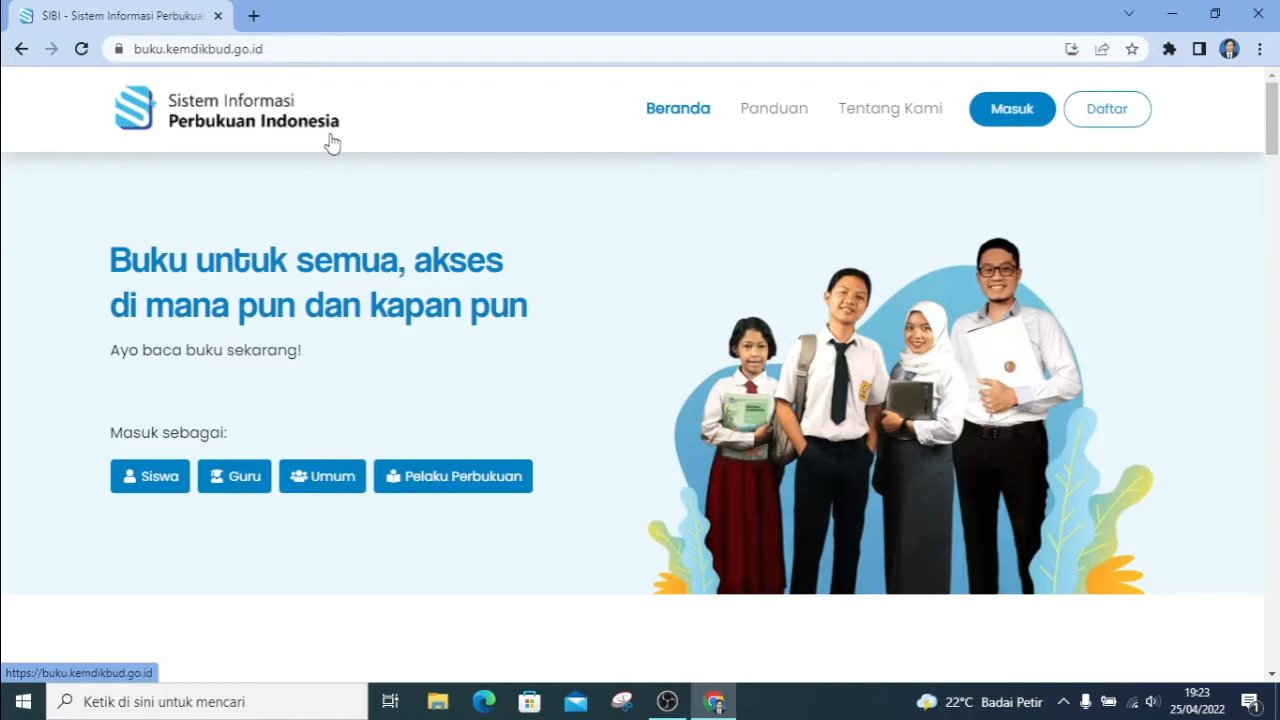 SIBI - Sistem Informasi Perbukua
buku.kemdikbud.go.id
Sistem Informasi
Perbukuan Indonesia
Beranda
Panduan
Tentang Kami
Masuk
Daftar
Buku untuk semua, akses
di mana pun dan kapan pun
Ayo baca buku sekarang!
Masuk sebagai:
Siswa
Guru
Umum
Pelaku Perbukuan
https://buku.kemdikbud.go.id
Ketik di sini untuk mencari
22°C Badai Petir
19:23
25/04/2022
1